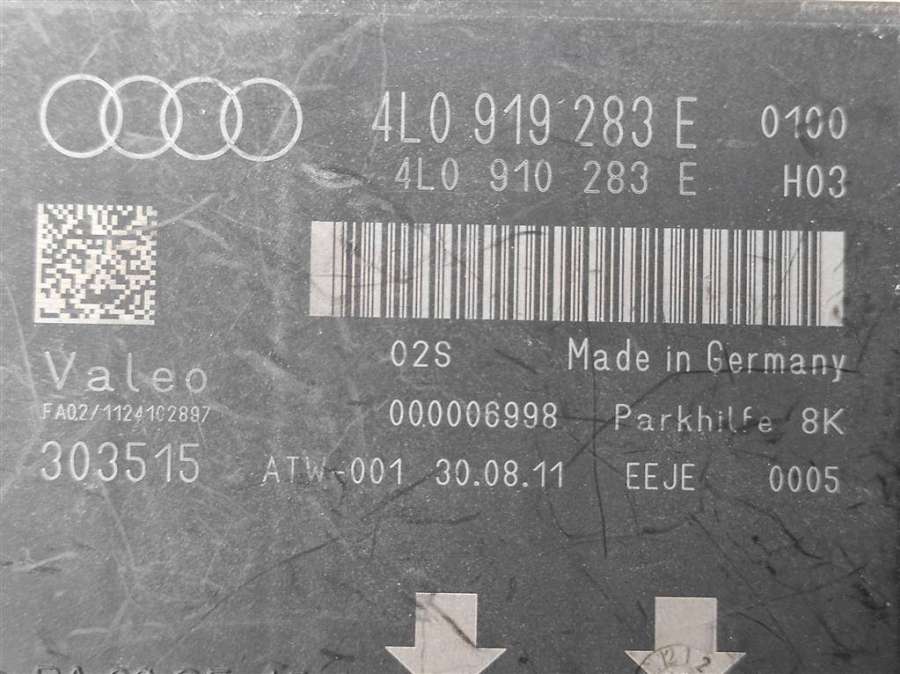 4L0 919 283 E 0100
4L0 910 283 E H03
02S Made in Germany
Valeo
FA02/1124102897
000006998 Parkhilfe 8K
303515 ATW-001 30.08.11 EEJE 0005